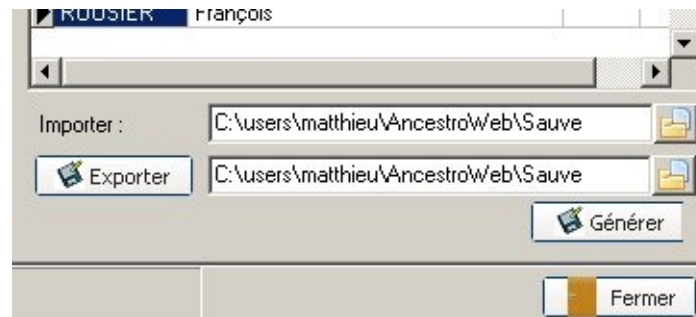 ROUSIER François
Importer : C:\users\matthieu\AncestroWeb\Sauve
Exporter C:\users\matthieu\AncestroWeb\Sauve
Générer
Fermer